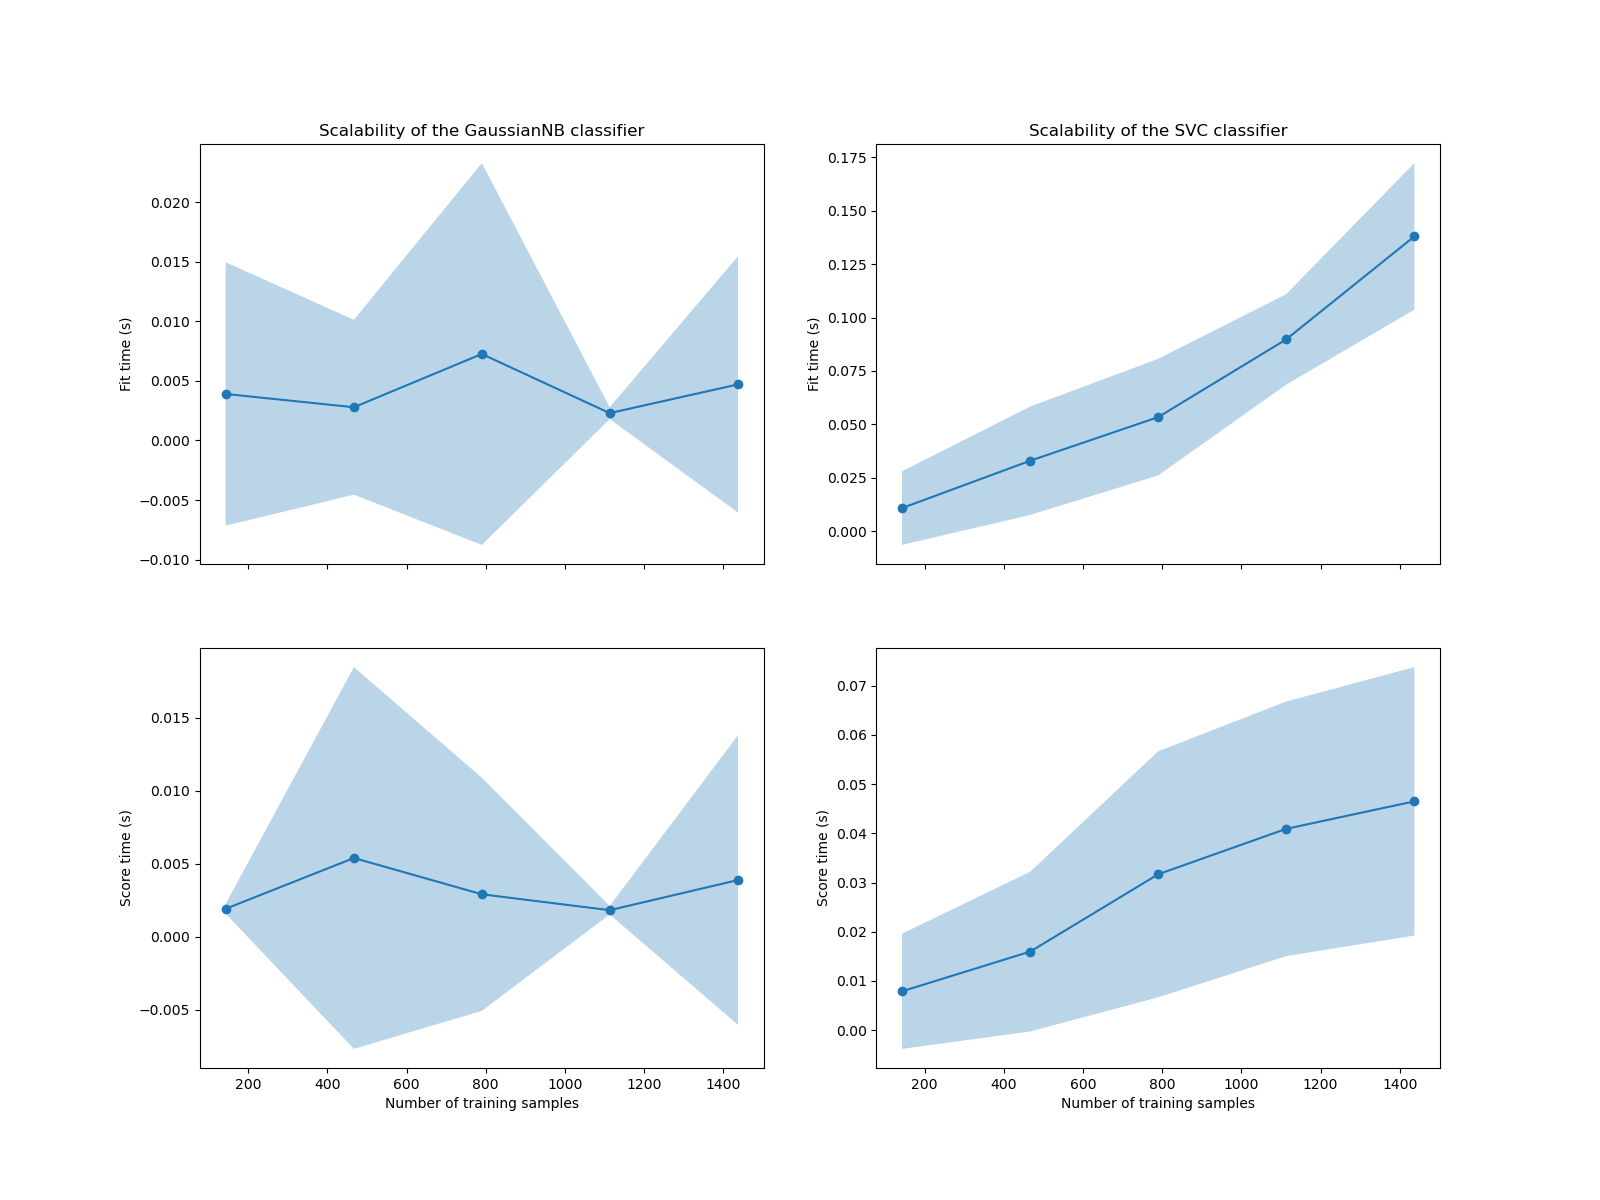 Scalability of the GaussianNB classifier
Fit time (s)
0.020
0.015
0.010
0.005
0.000
−0.005
−0.010
Scalability of the SVC classifier
Fit time (s)
0.175
0.150
0.125
0.100
0.075
0.050
0.025
0.000
Score time (s)
0.015
0.010
0.005
0.000
−0.005
200 400 600 800 1000 1200 1400
Number of training samples
Score time (s)
0.07
0.06
0.05
0.04
0.03
0.02
0.01
0.00
200 400 600 800 1000 1200 1400
Number of training samples